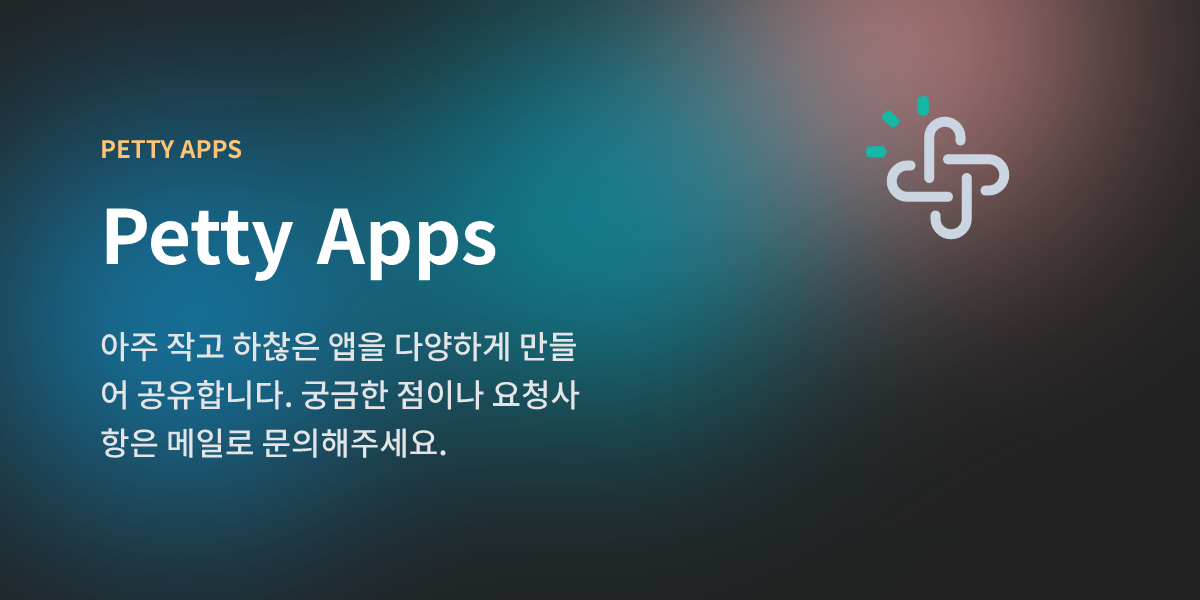 PETTY APPS
Petty Apps
아주 작고 하찮은 앱을 다양하게 만들
어 공유합니다. 궁금한 점이나 요청사
항은 메일로 문의해주세요.